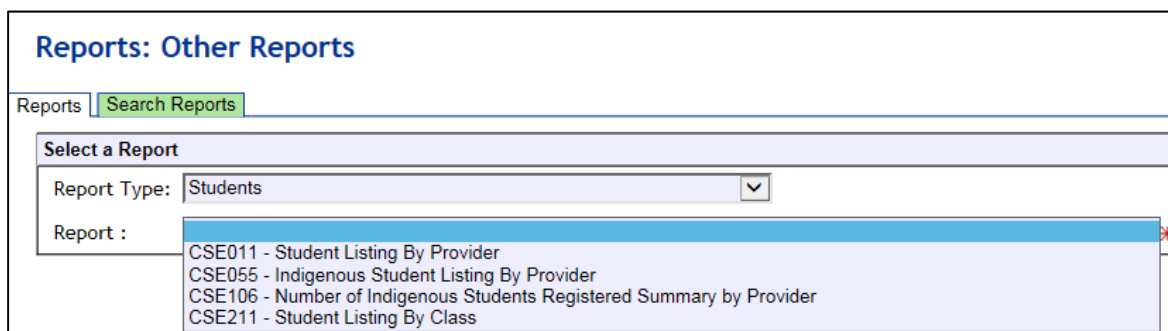 Reports: Other Reports
Reports Search Reports
Select a Report
Report Type: Students
Report :
CSE011 - Student Listing By Provider
CSE055 - Indigenous Student Listing By Provider
CSE106 - Number of Indigenous Students Registered Summary by Provider
CSE211 - Student Listing By Class